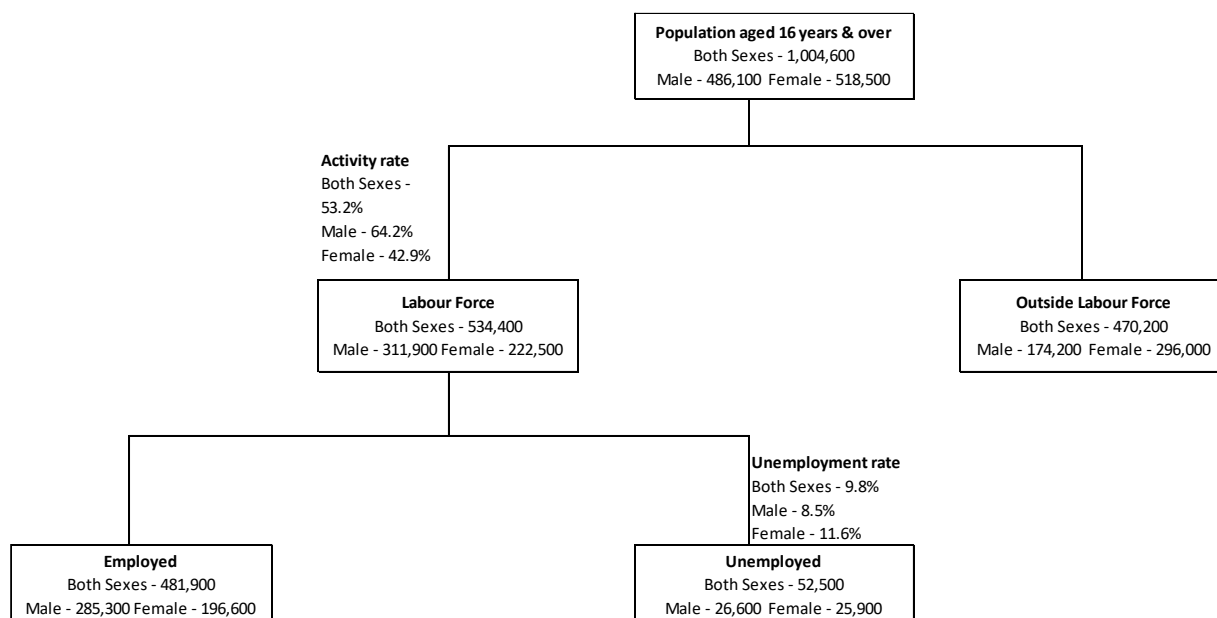 Population aged 16 years & over
Both Sexes - 1,004,600
Male - 486,100 Female - 518,500
Activity rate
Both Sexes -
53.2%
Male - 64.2%
Female - 42.9%
Labour Force
Both Sexes - 534,400
Male - 311,900 Female - 222,500
Outside Labour Force
Both Sexes - 470,200
Male - 174,200 Female - 296,000
Unemployment rate
Both Sexes - 9.8%
Male - 8.5%
Female - 11.6%
Employed
Both Sexes - 481,900
Male - 285,300 Female - 196,600
Unemployed
Both Sexes - 52,500
Male - 26,600 Female - 25,900